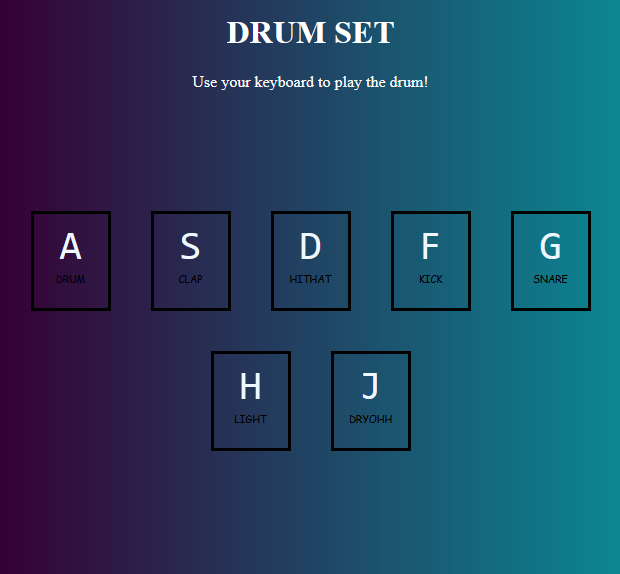 DRUM SET
Use your keyboard to play the drum!
A S D F G
DRUM CLAP HITHAT KICK SNARE
H J
LIGHT DRYOHH